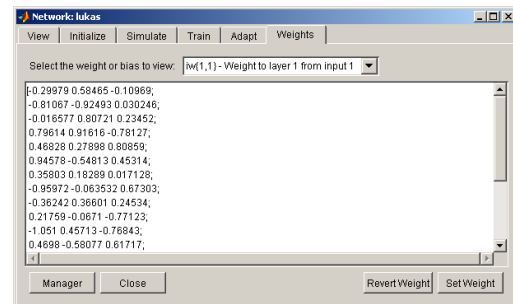 Network: lukas
View Initialize Simulate Train Adapt Weights
Select the weight or bias to view: iw{1,1} - Weight to layer 1 from input 1
[-0.29979 0.58465 -0.10969;
-0.81067 -0.92493 0.030246;
-0.016577 0.80721 0.23452;
0.79614 0.91616 -0.78127;
0.46828 0.27898 0.80859;
0.94578 -0.54813 0.45314;
0.35803 0.18289 0.017128;
-0.95972 -0.063532 0.67303;
-0.36242 0.36601 0.24534;
0.21759 -0.0671 -0.77123;
-1.051 0.45713 -0.76843;
0.4698 -0.58077 0.61717;
Manager Close Revert Weight Set Weight